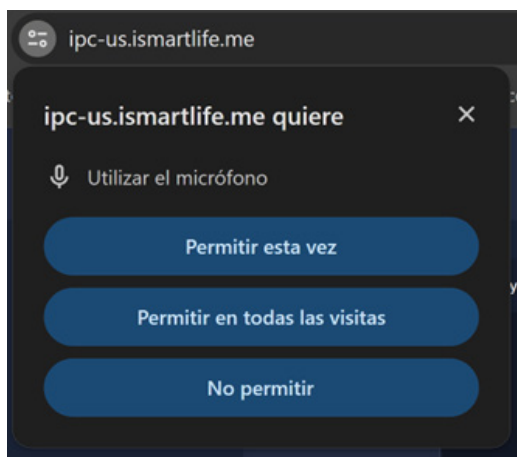 ipc-us.ismartlife.me
ipc-us.ismartlife.me quiere
Utilizar el micrófono
Permitir esta vez
Permitir en todas las visitas
No permitir